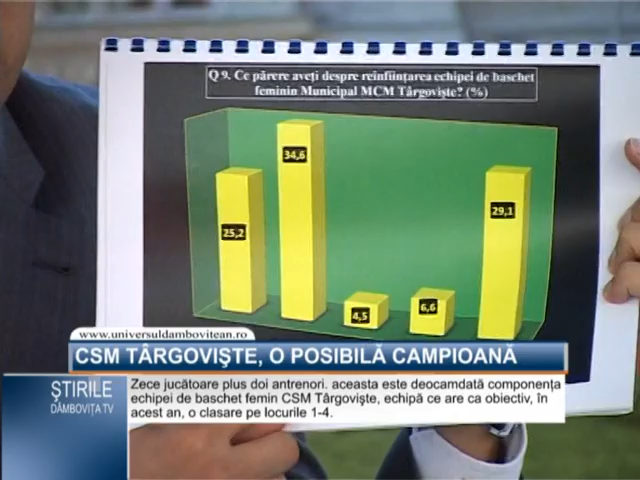 Q 9. Ce părere aveți despre reînființarea echipei de baschet
feminin Municipal MCM Târgoviște? (%)
34,6
25,2
29,1
6,6
4,5
www.universuldambovitean.ro
CSM TÂRGOVIŞTE, O POSIBILĂ CAMPIOANĂ
ŞTIRILE
DÂMBOVIŢA TV
Zece jucătoare plus doi antrenori. aceasta este deocamdată componenţa
echipei de baschet femin CSM Târgovişte, echipă ce are ca obiectiv, în
acest an, o clasare pe locurile 1-4.